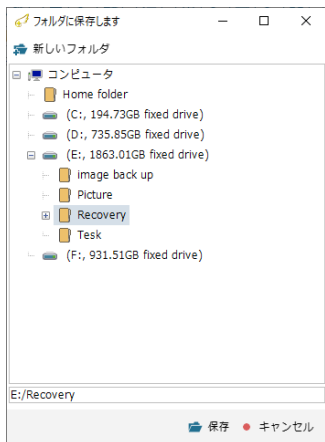 フォルダに保存します
新しいフォルダ
コンピュータ
Home folder
(C:, 194.73GB fixed drive)
(D:, 735.85GB fixed drive)
(E:, 1863.01GB fixed drive)
image back up
Picture
Recovery
Tesk
(F:, 931.51GB fixed drive)
E:/Recovery
保存 キャンセル